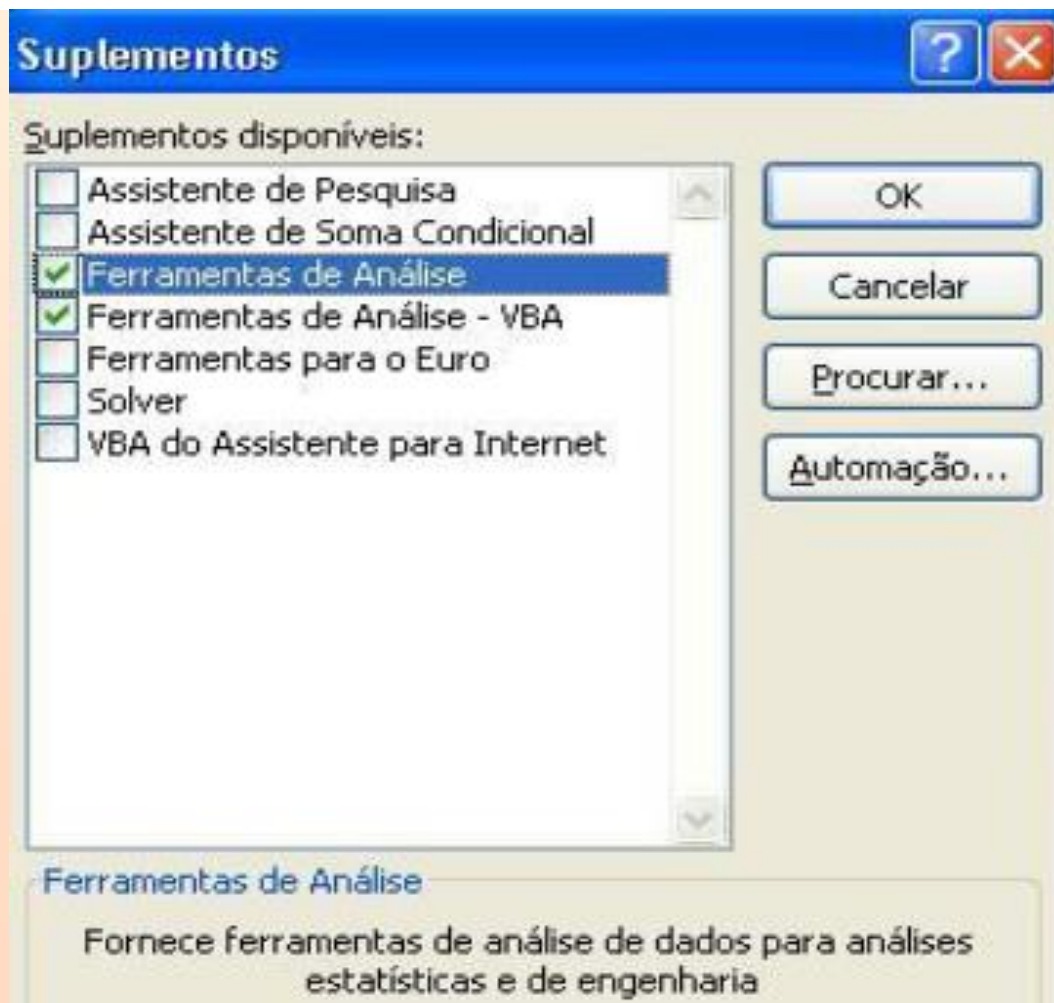 Suplementos
Suplementos disponíveis:
Assistente de Pesquisa
Assistente de Soma Condicional
Ferramentas de Análise
Ferramentas de Análise - VBA
Ferramentas para o Euro
Solver
VBA do Assistente para Internet
OK
Cancelar
Procurar...
Automação...
Ferramentas de Análise
Fornece ferramentas de análise de dados para análises
estatísticas e de engenharia